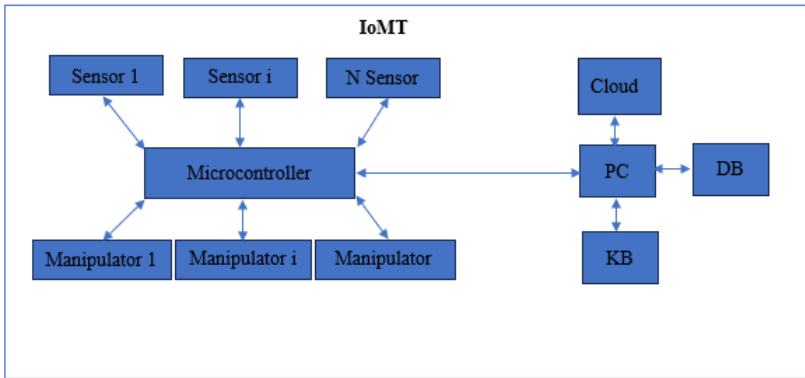 IoMT
Sensor 1
Sensor i
N Sensor
Cloud
Microcontroller
PC
DB
Manipulator 1
Manipulator i
Manipulator
KB